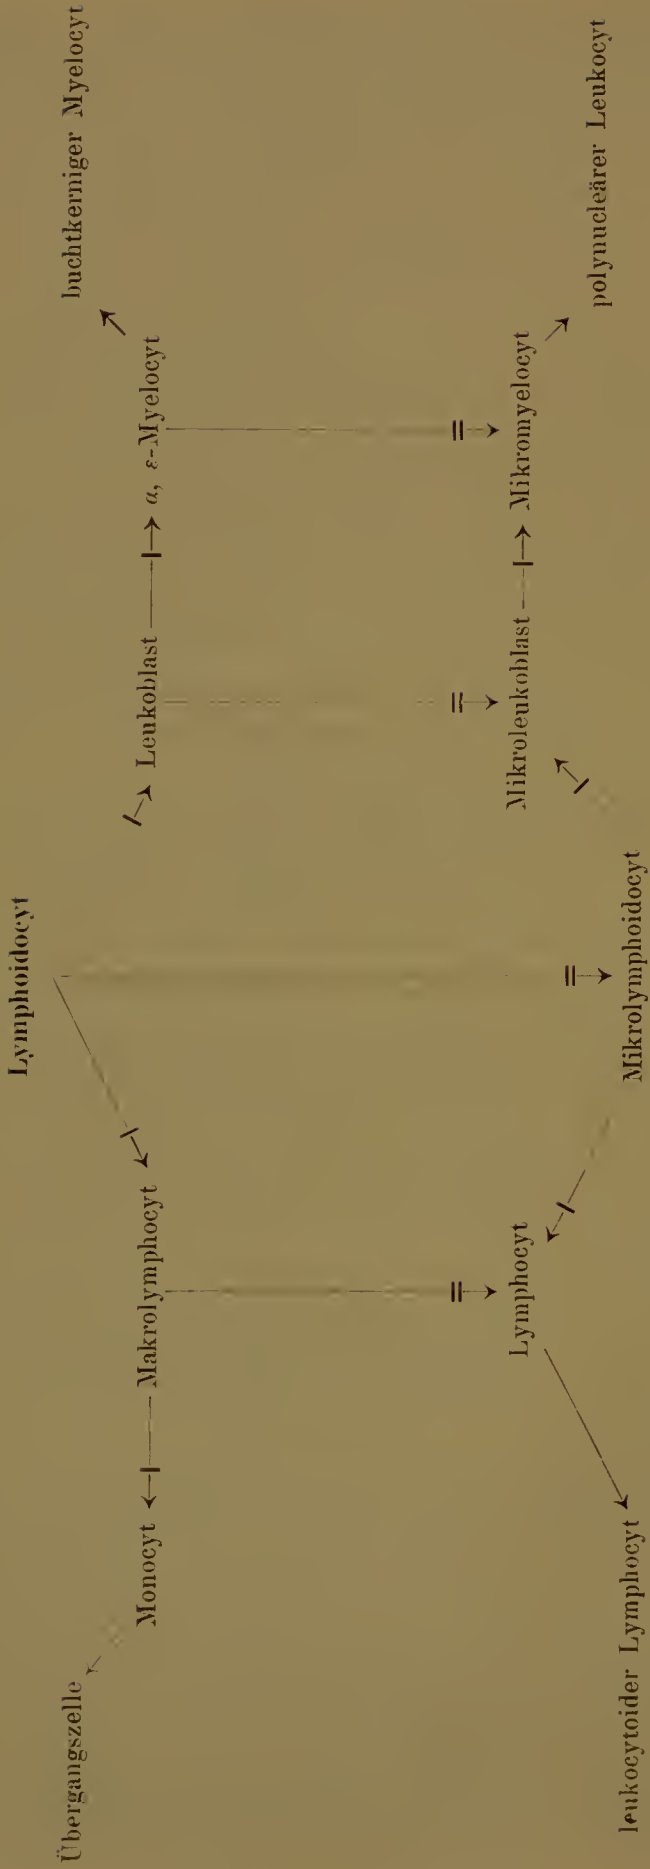 Lymphoidocyt
Übergangszelle
buchtkerniger Myelocyt
Monocyt
Makrolymphocyt
Leukoblast
α, ε-Myelocyt
Lymphocyt
Mikroleukoblast
Mikromyelocyt
polynucleärer Leukocyt
leukocytoider Lymphocyt
Mikrolymphoidocyt